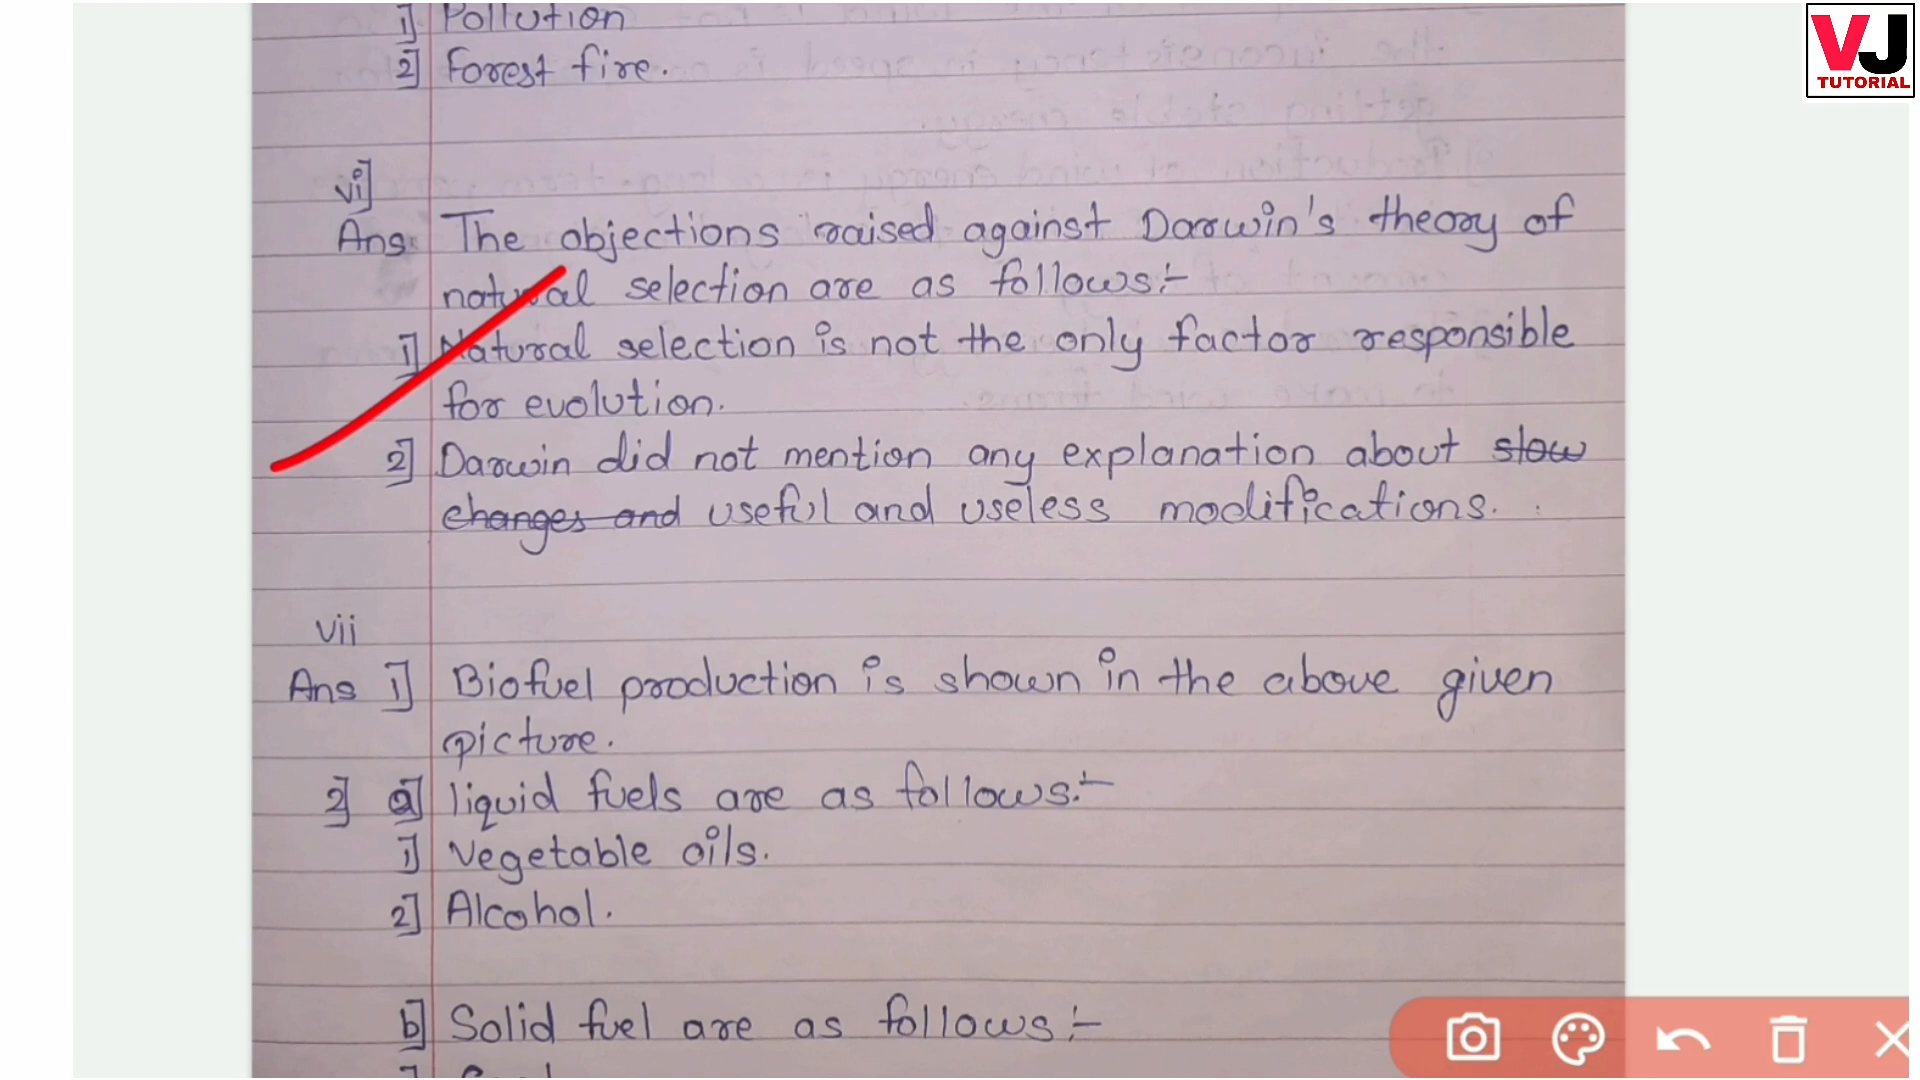 1] Pollution
2] Forest fire.
VJ
TUTORIAL
vi]
Ans: The objections raised against Darwin's theory of
natural selection are as follows:-
1] Natural selection is not the only factor responsible
for evolution.
2] Darwin did not mention any explanation about slow
changes and useful and useless modifications.
vii
Ans 1] Biofuel production is shown in the above given
picture.
2] a] liquid fuels are as follows:-
1] Vegetable oils.
2] Alcohol.
b] Solid fuel are as follows:-